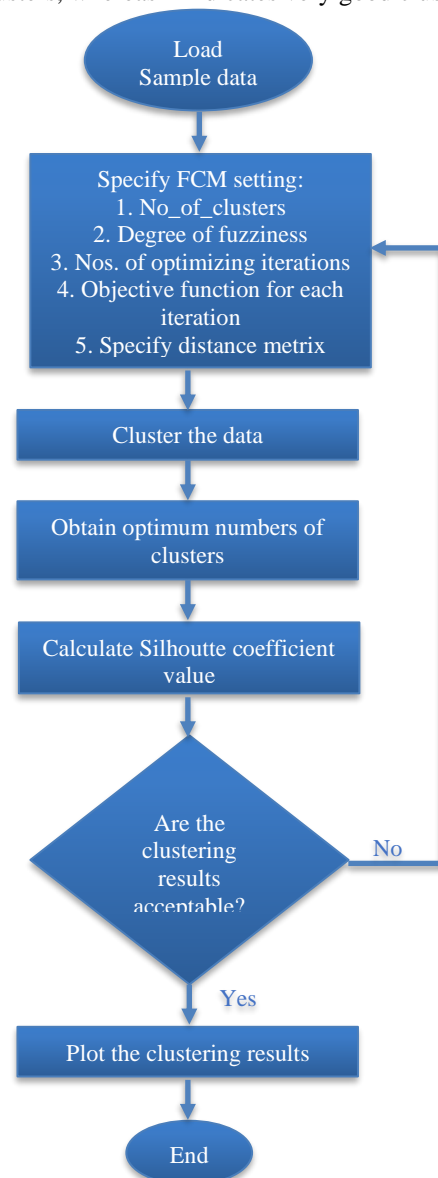 Load
Sample data
Specify FCM setting:
1. No_of_clusters
2. Degree of fuzziness
3. Nos. of optimizing iterations
4. Objective function for each
iteration
5. Specify distance metrix
Cluster the data
Obtain optimum numbers of
clusters
Calculate Silhoutte coefficient
value
Are the
clustering
results
acceptable?
No
Yes
Plot the clustering results
End